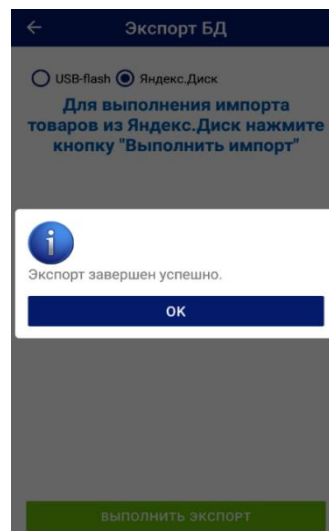 Экспорт БД
USB-flash Яндекс.Диск
Для выполнения импорта
товаров из Яндекс.Диск нажмите
кнопку "Выполнить импорт"
Экспорт завершен успешно.
ОК
ВЫПОЛНИТЬ ЭКСПОРТ